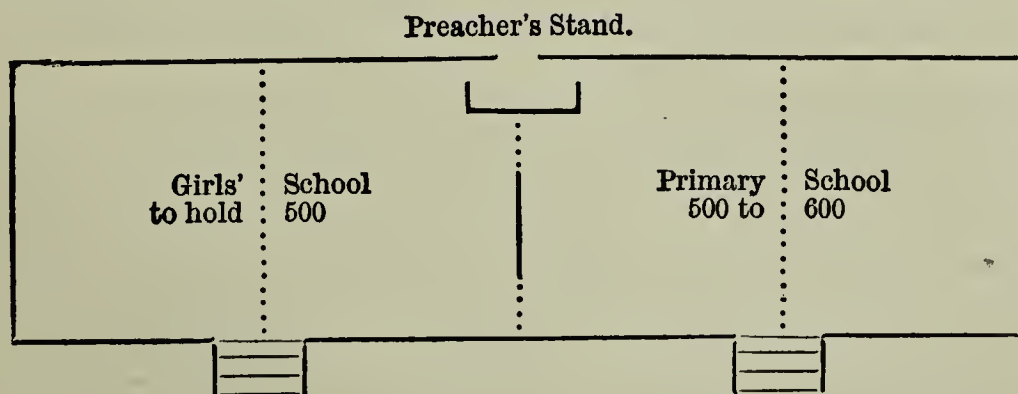 Preacher's Stand.
Girls' School
to hold 500
Primary School
500 to 600